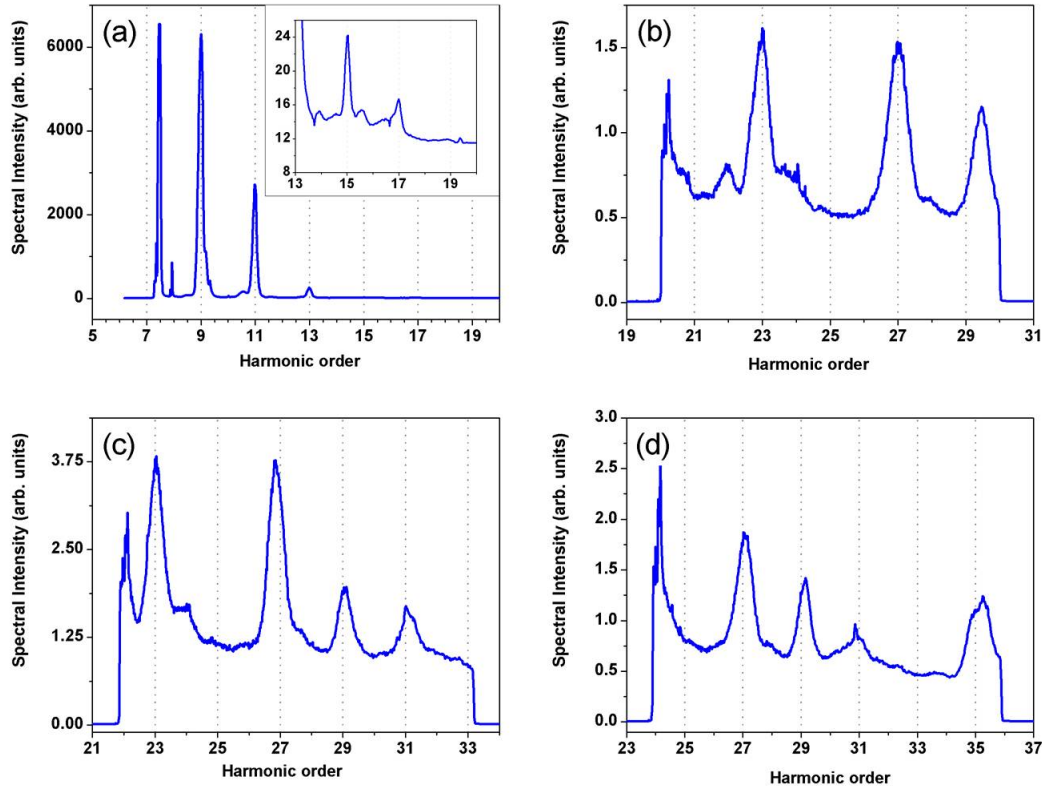 (a)
Spectral Intensity (arb. units)
6000
4000
2000
0
5 7 9 11 13 15 17 19
Harmonic order
26
24
20
16
12
8
13 15 17 19
(b)
Spectral Intensity (arb. units)
1.5
1.0
0.5
0.0
19 21 23 25 27 29 31
Harmonic order
(c)
Spectral Intensity (arb. units)
3.75
2.50
1.25
0.00
21 23 25 27 29 31 33
Harmonic order
(d)
Spectral Intensity (arb. units)
3.0
2.5
2.0
1.5
1.0
0.5
0.0
23 25 27 29 31 33 35 37
Harmonic order